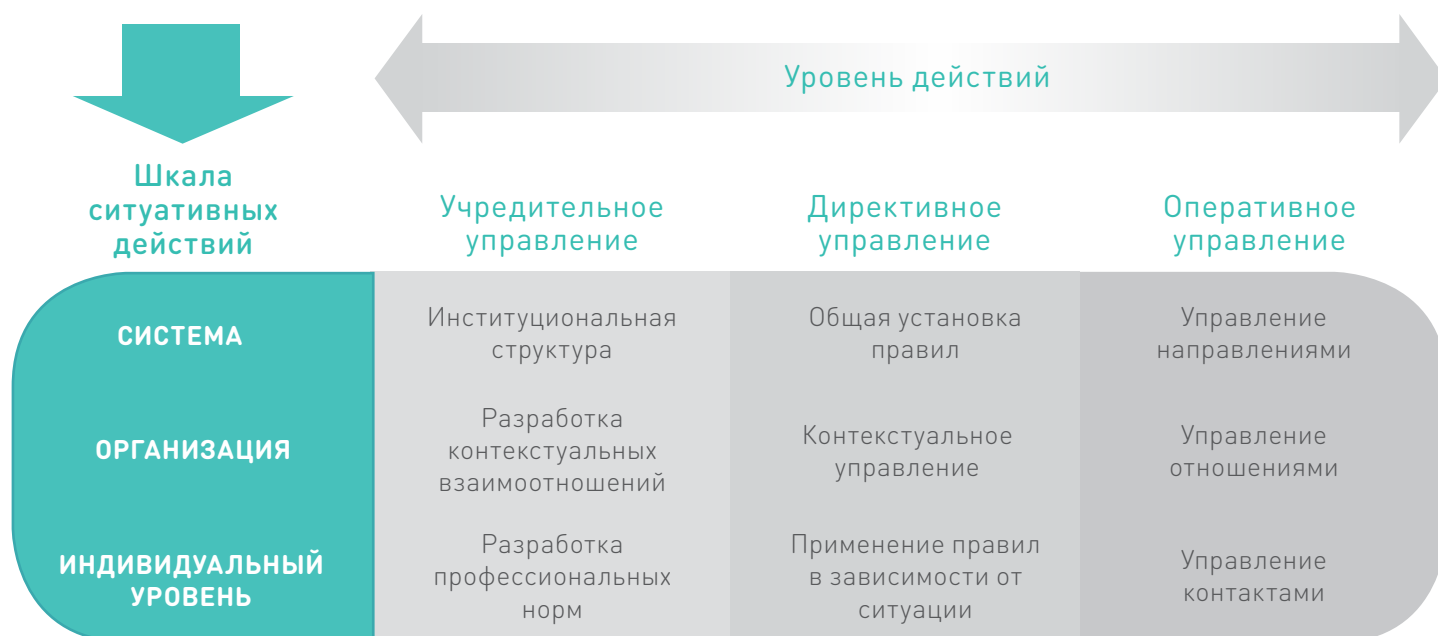 Уровень действий
Шкала
ситуативных
действий
Учредительное
управление
Директивное
управление
Оперативное
управление
СИСТЕМА
Институциональная
структура
Общая установка
правил
Управление
направлениями
ОРГАНИЗАЦИЯ
Разработка
контекстуальных
взаимоотношений
Контекстуальное
управление
Управление
отношениями
ИНДИВИДУАЛЬНЫЙ
УРОВЕНЬ
Разработка
профессиональных
норм
Применение правил
в зависимости от
ситуации
Управление
контактами